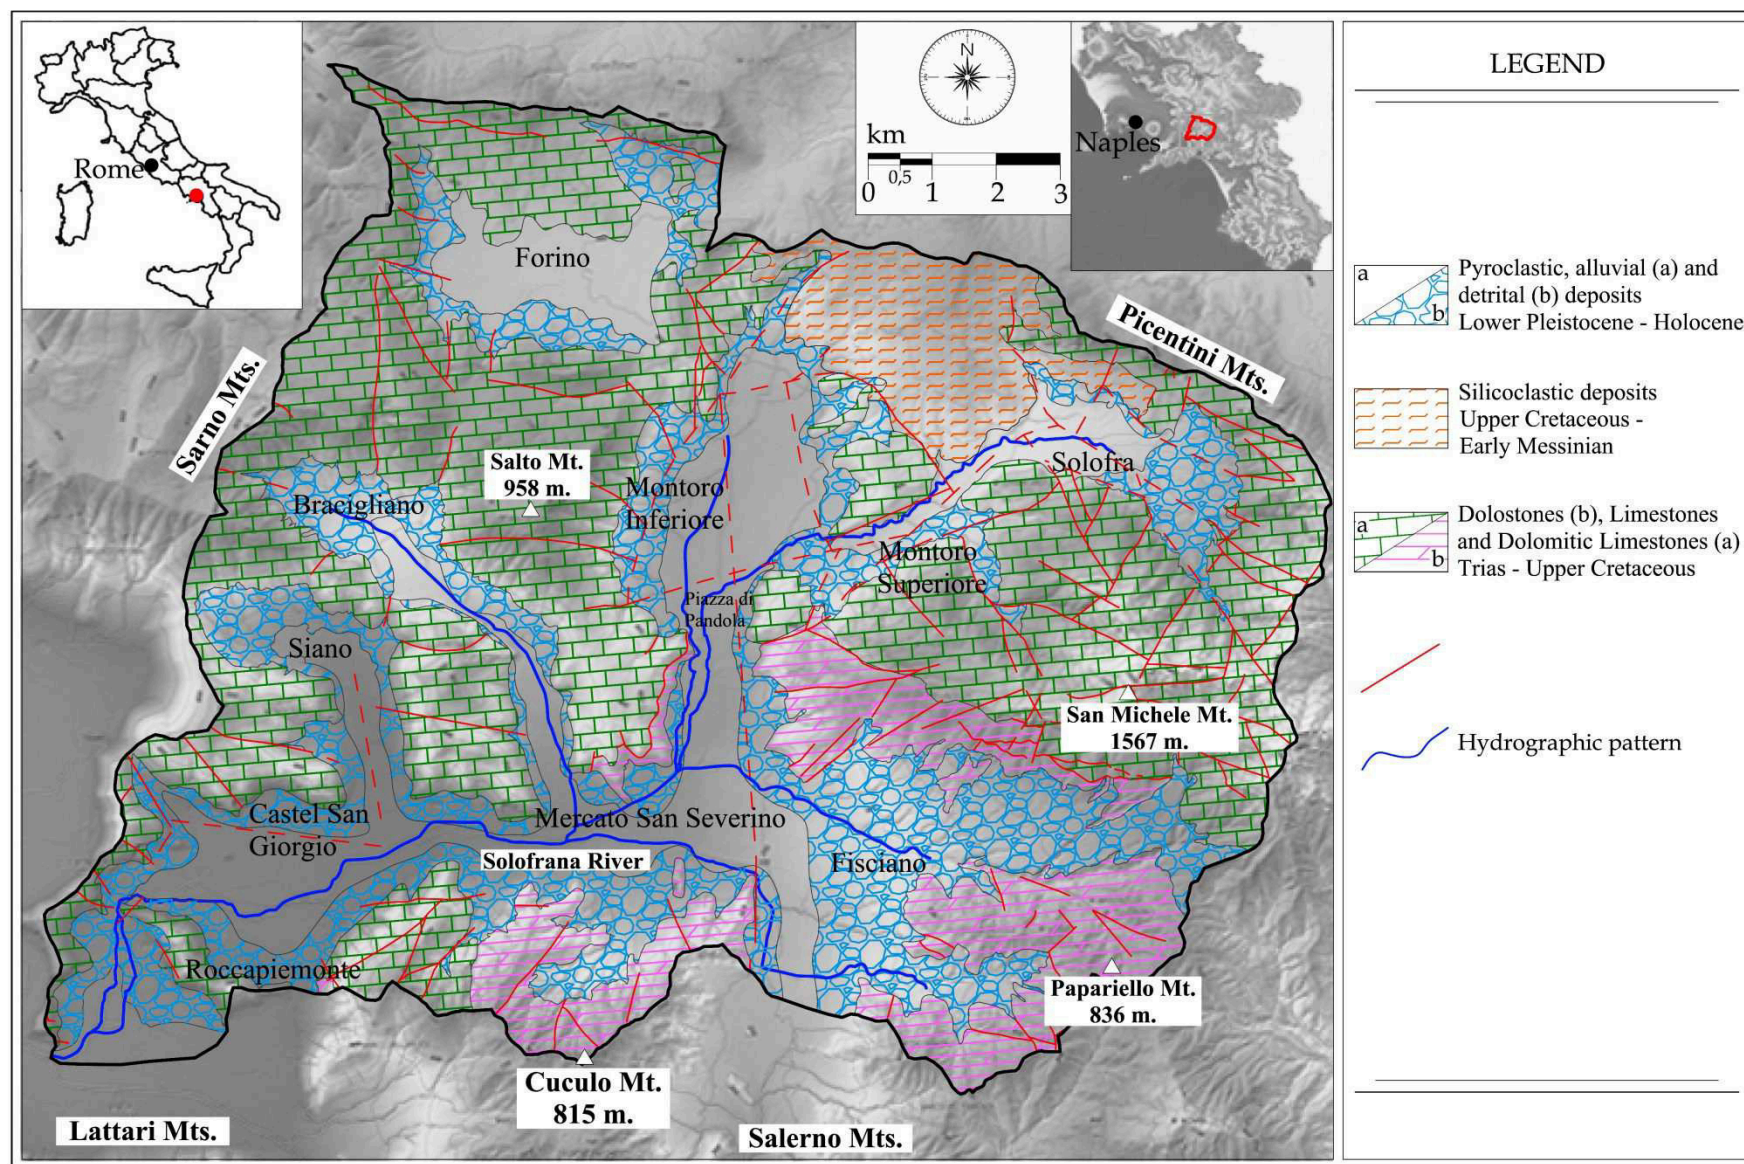 Rome
N
km
0
0,5
1
2
3
Naples
Forino
Sarno Mts.
Picentini Mts.
Salto Mt.
958 m.
Bracigliano
Montoro
Inferiore
Solofra
Montoro
Superiore
Piazza di
Pandola
Siano
San Michele Mt.
1567 m.
Castel San
Giorgio
Mercato San Severino
Solofrana River
Fisciano
Roccapiemonte
Papariello Mt.
836 m.
Cuculo Mt.
815 m.
Lattari Mts.
Salerno Mts.
LEGEND
a
b
Pyroclastic, alluvial (a) and
detrital (b) deposits
Lower Pleistocene - Holocene
Silicoclastic deposits
Upper Cretaceous -
Early Messinian
a
b
Dolostones (b), Limestones
and Dolomitic Limestones (a)
Trias - Upper Cretaceous
Hydrographic pattern